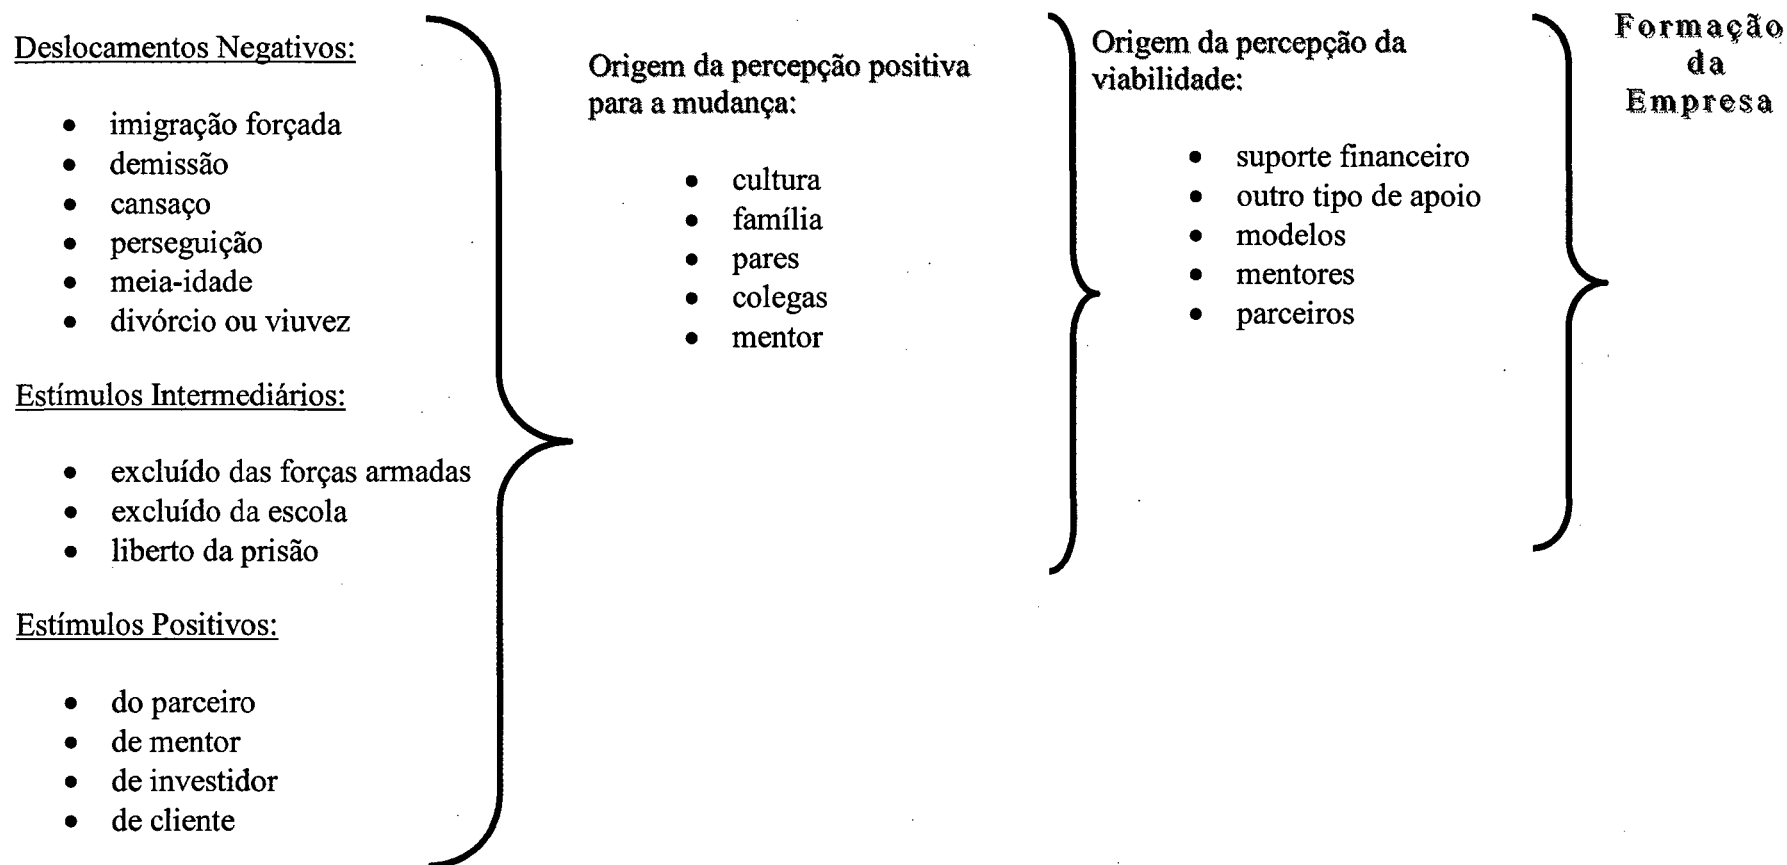 Deslocamentos Negativos:
• imigração forçada
• demissão
• cansaço
• perseguição
• meia-idade
• divórcio ou viuvez
Estímulos Intermediários:
• excluído das forças armadas
• excluído da escola
• liberto da prisão
Estímulos Positivos:
• do parceiro
• de mentor
• de investidor
• de cliente
Origem da percepção positiva
para a mudança:
• cultura
• família
• pares
• colegas
• mentor
Origem da percepção da
viabilidade:
• suporte financeiro
• outro tipo de apoio
• modelos
• mentores
• parceiros
Formação
da
Empresa